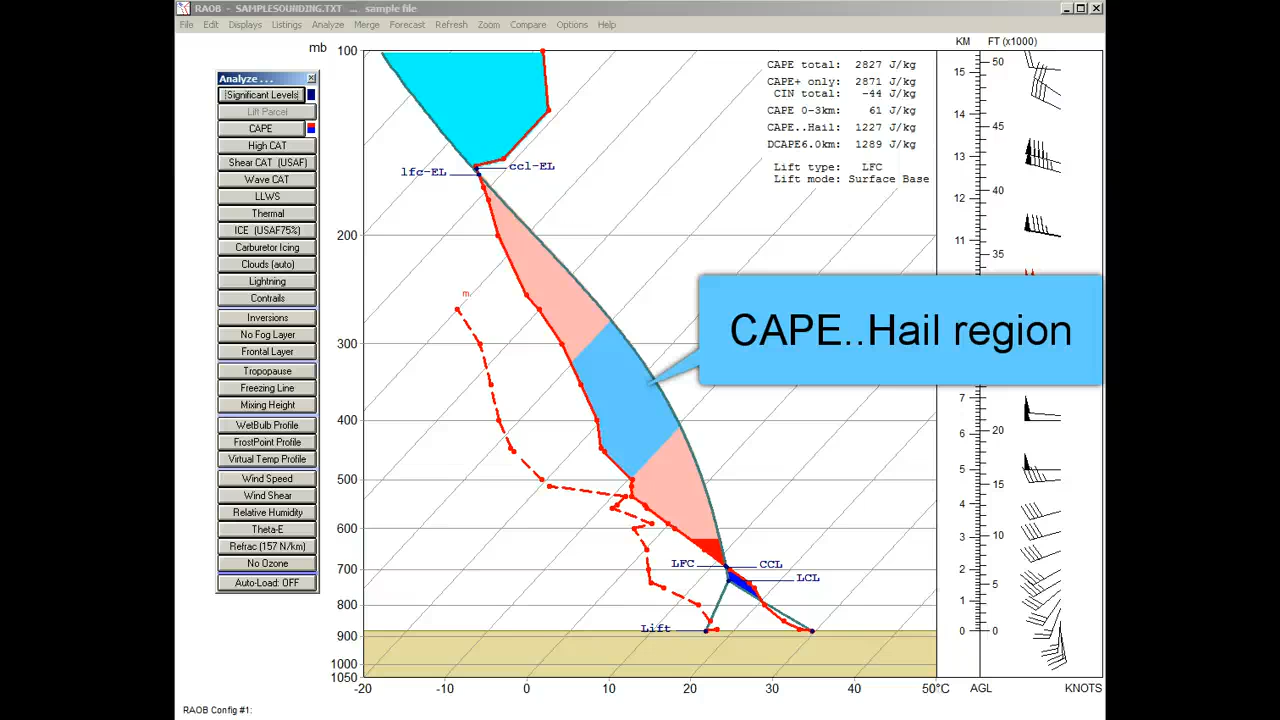 RAOB - SAMPLESOUNDING.TXT ... sample file
File Edit Displays Listings Analyze Merge Forecast Refresh Zoom Compare Options Help
mb
KM FT (x1000)
Analyze . . .
Significant Levels
Lift Parcel
CAPE
High CAT
Shear CAT (USAF)
Wave CAT
LLWS
Thermal
ICE (USAF75%)
Carburetor Icing
Clouds (auto)
Lightning
Contrails
Inversions
No Fog Layer
Frontal Layer
Tropopause
Freezing Line
Mixing Height
WetBulb Profile
FrostPoint Profile
Virtual Temp Profile
Wind Speed
Wind Shear
Relative Humidity
Theta-E
Refrac (157 N/km)
No Ozone
Auto-Load: OFF
100
200
300
400
500
600
700
800
900
1000
1050
CAPE total: 2827 J/kg
CAPE+ only: 2871 J/kg
CIN total: -44 J/kg
CAPE 0-3km: 61 J/kg
CAPE..Hail: 1227 J/kg
DCAPE6.0km: 1289 J/kg
Lift type: LFC
Lift mode: Surface Base
lfc-EL
ccl-EL
m
CAPE..Hail region
LFC
CCL
LCL
Lift
15
14
13
12
11
7
6
5
4
3
2
1
0
50
45
40
35
20
15
10
5
0
-20 -10 0 10 20 30 40 50°C AGL KNOTS
RAOB Config #1: